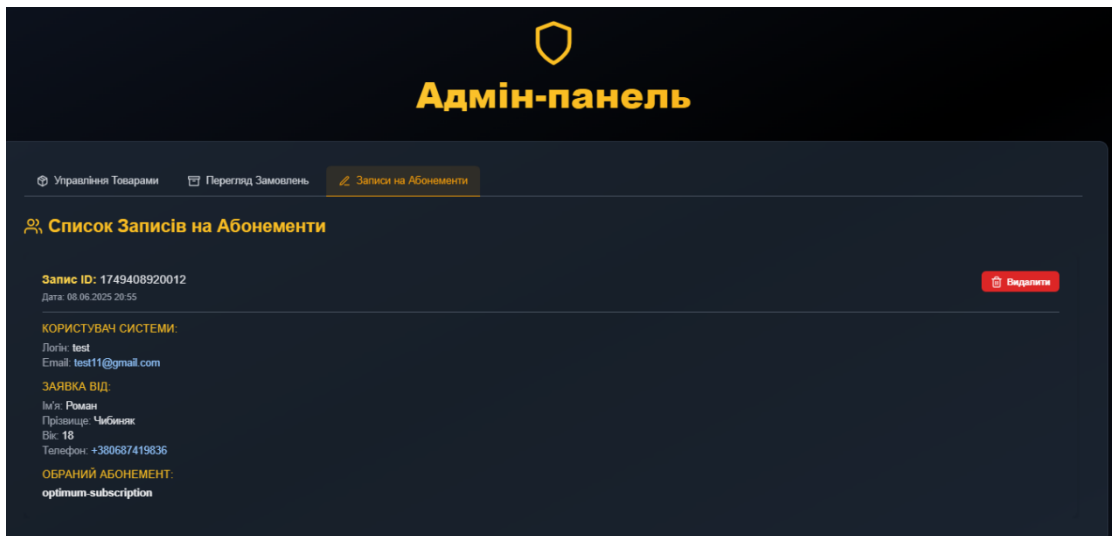 Адмін-панель
Управління Товарами Перегляд Замовлень Записи на Абонементи
Список Записів на Абонементи
Запис ID: 1749408920012 Видалити
Дата: 08.06.2025 20:55
КОРИСТУВАЧ СИСТЕМИ:
Логін: test
Email: test11@gmail.com
ЗАЯВКА ВІД:
Ім'я: Роман
Прізвище: Чибиняк
Вік: 18
Телефон: +380687419836
ОБРАНИЙ АБОНЕМЕНТ:
optimum-subscription